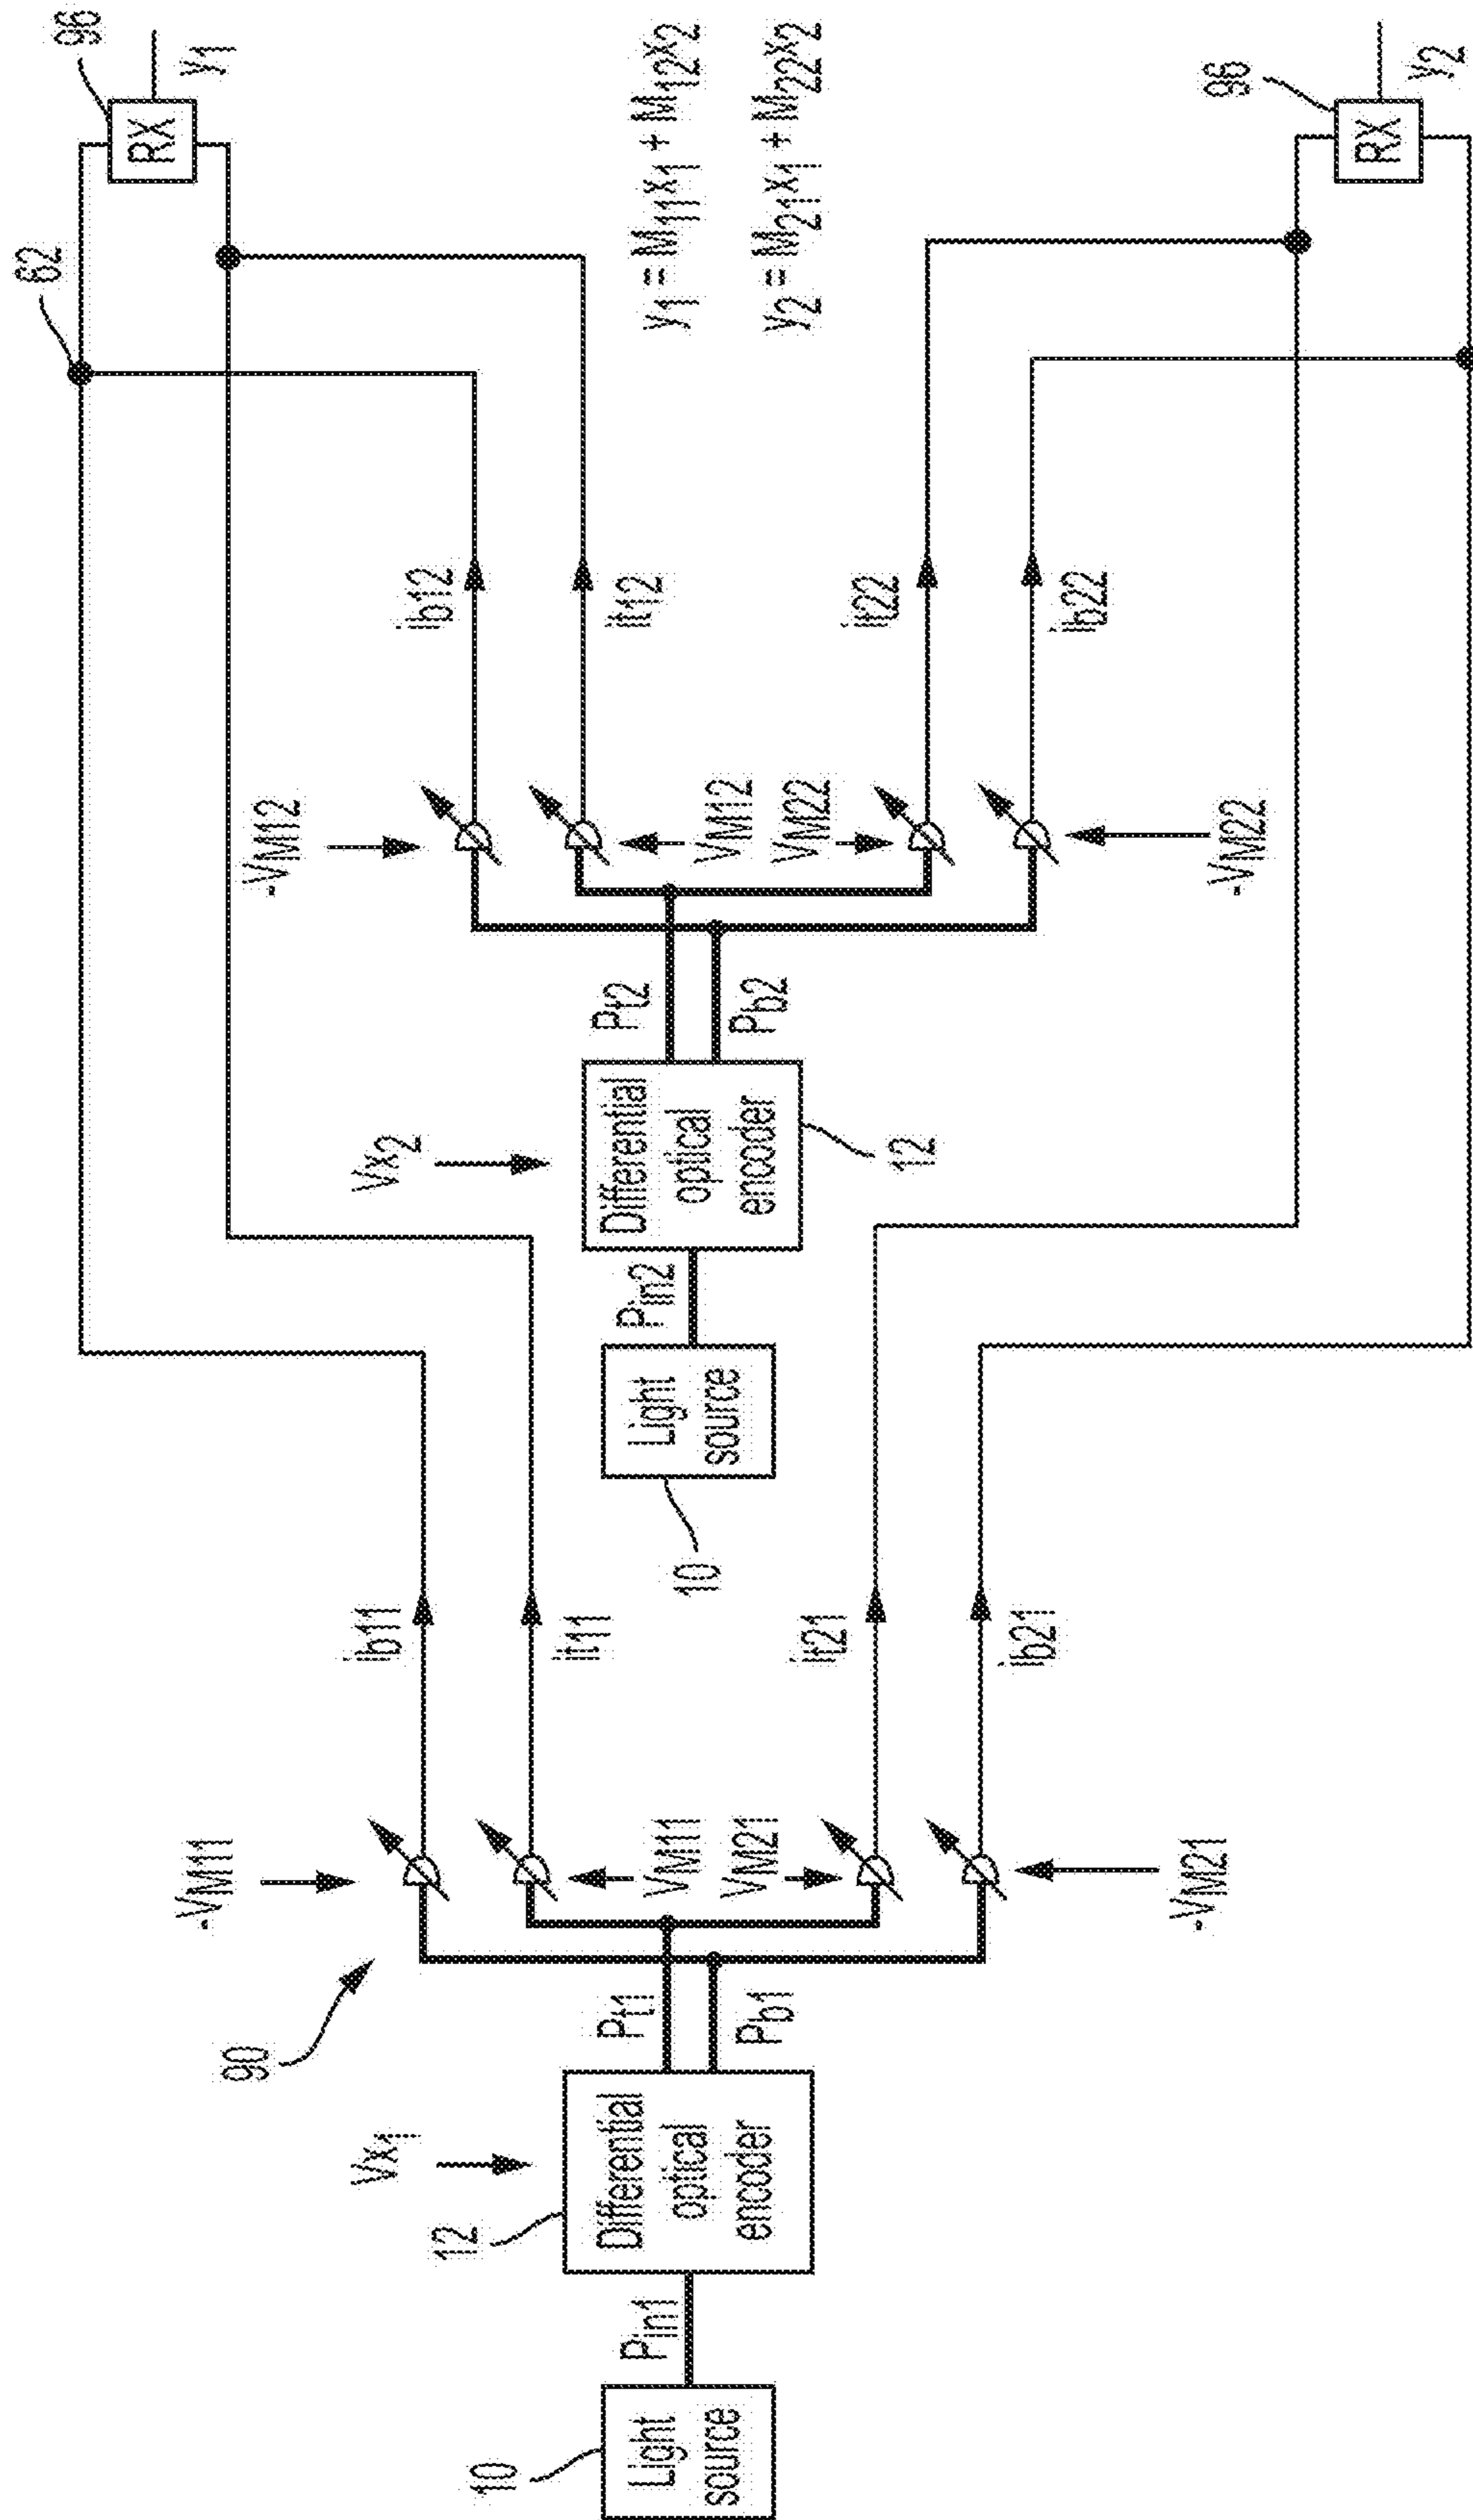 96
y1
62
RX
y1 = M11x1 + M12x2
y2 = M21x1 + M22x2
96
RX
y2
ib12
it12
it22
ib22
-VM12
VM12
VM22
-VM22
Pt2
Pb2
Vx2
Differential
optical
encoder
12
Pin2
Light
source
10
ib11
it11
it21
ib21
-VM11
VM11
VM21
-VM21
90
Pt1
Pb1
Vx1
12
Differential
optical
encoder
Pin1
10
Light
source